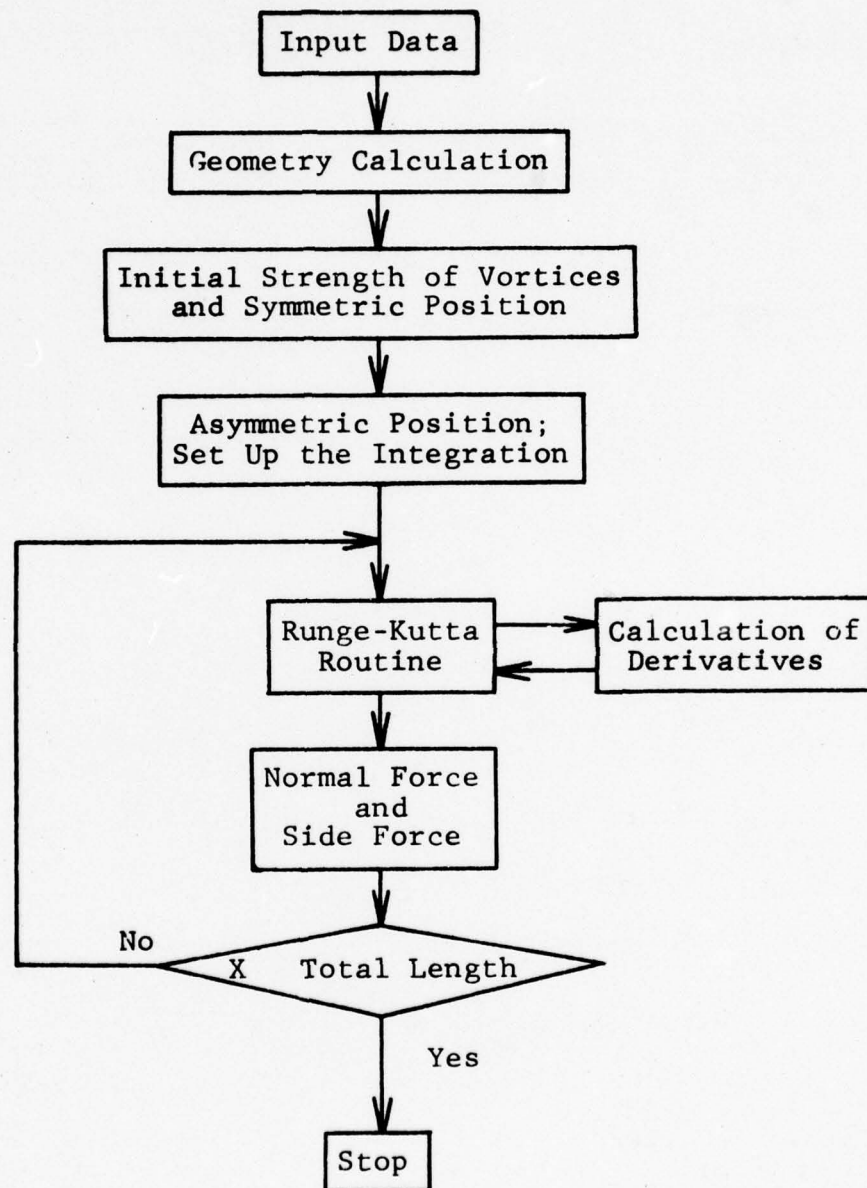 Input Data
Geometry Calculation
Initial Strength of Vortices
and Symmetric Position
Asymmetric Position;
Set Up the Integration
Runge-Kutta
Routine
Calculation of
Derivatives
Normal Force
and
Side Force
No
X Total Length
Yes
Stop